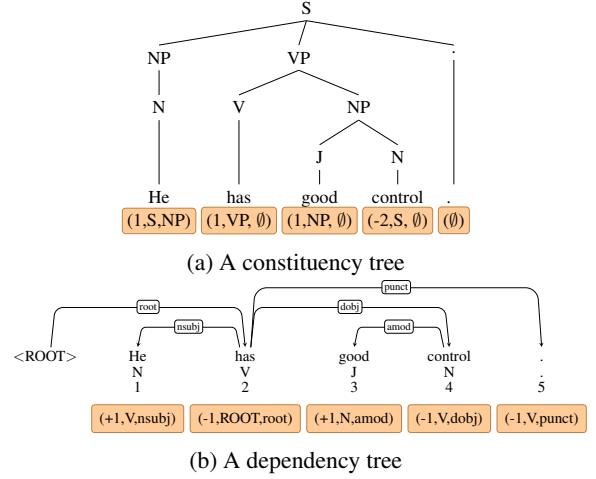 S
NP VP .
N V NP
J N
He has good control .
(1,S,NP) (1,VP, ∅) (1,NP, ∅) (-2,S, ∅) (∅)
(a) A constituency tree
punct
root dobj
nsubj amod
<ROOT> He has good control .
N V J N .
1 2 3 4 5
(+1,V,nsubj) (-1,ROOT,root) (+1,N,amod) (-1,V,dobj) (-1,V,punct)
(b) A dependency tree